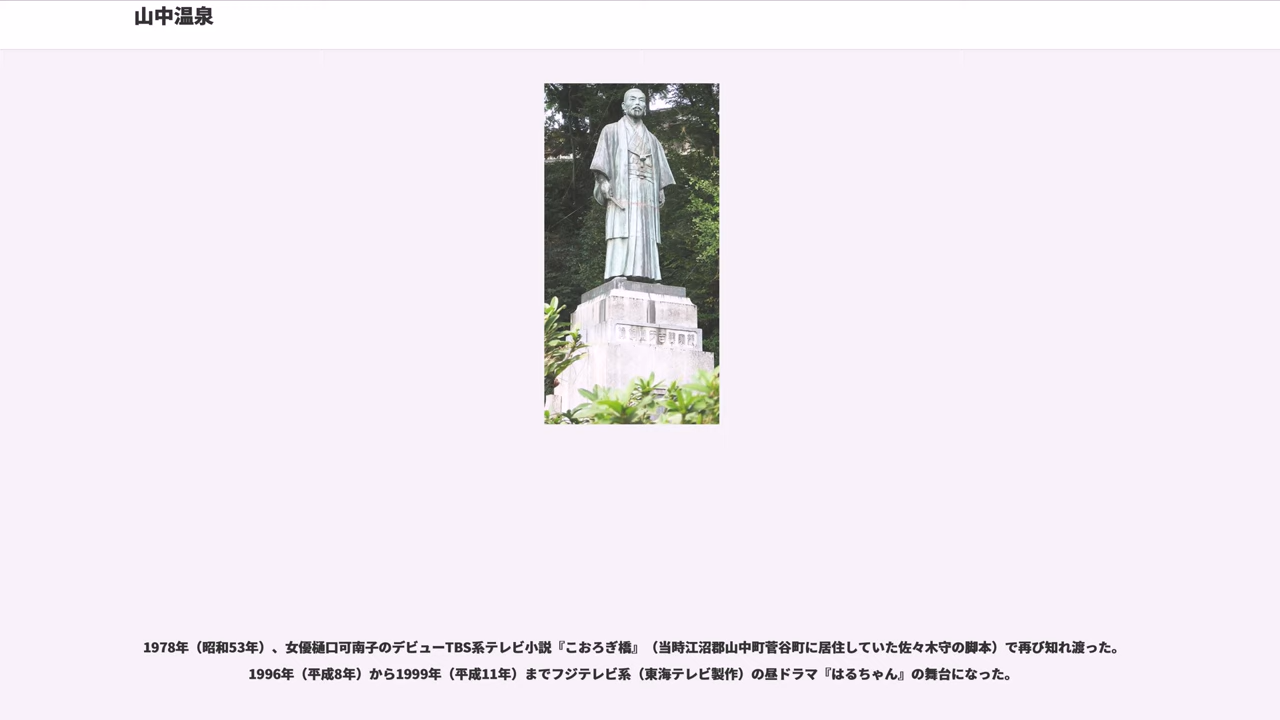 山中温泉
1978年（昭和53年）、女優樋口可南子のデビューTBS系テレビ小説『こおろぎ橋』（当時江沼郡山中町菅谷町に居住していた佐々木守の脚本）で再び知れ渡った。
1996年（平成8年）から1999年（平成11年）までフジテレビ系（東海テレビ製作）の昼ドラマ『はるちゃん』の舞台になった。